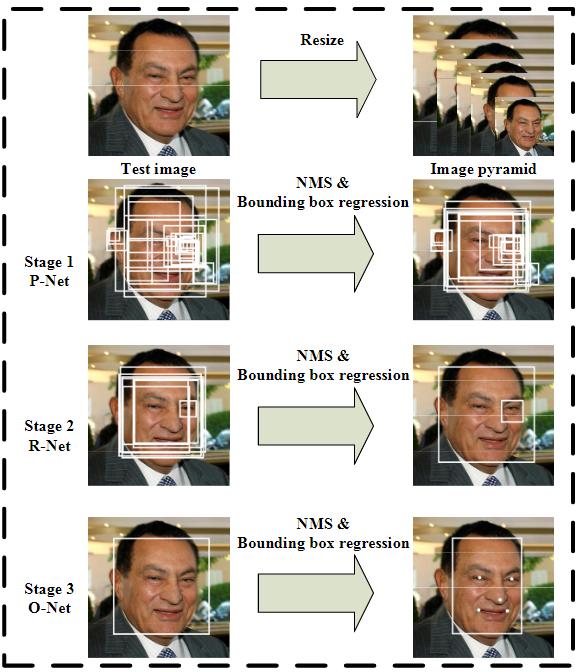 Resize
Test image
Image pyramid
NMS &
Bounding box regression
Stage 1
P-Net
NMS &
Bounding box regression
Stage 2
R-Net
NMS &
Bounding box regression
Stage 3
O-Net